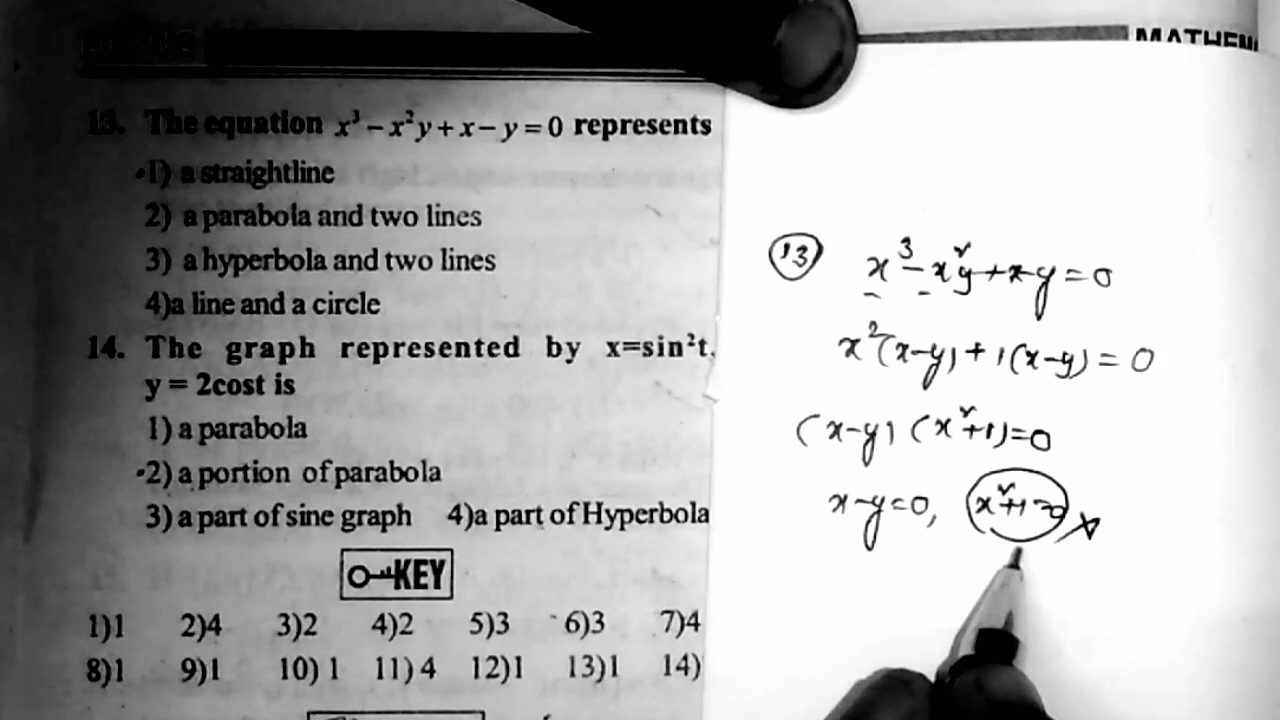 MATHEM
13. The equation x³ − x²y + x − y = 0 represents
1) a straightline
2) a parabola and two lines
3) a hyperbola and two lines
4)a line and a circle
14. The graph represented by x=sin²t,
y = 2cost is
1) a parabola
2) a portion of parabola
3) a part of sine graph 4)a part of Hyperbola
KEY
1)1 2)4 3)2 4)2 5)3 6)3 7)4
8)1 9)1 10) 1 11) 4 12)1 13)1 14)
13 x³ − x²y + x − y = 0
x²(x−y) + 1(x−y) = 0
(x−y) (x²+1)=0
x−y=0, x²+1=0